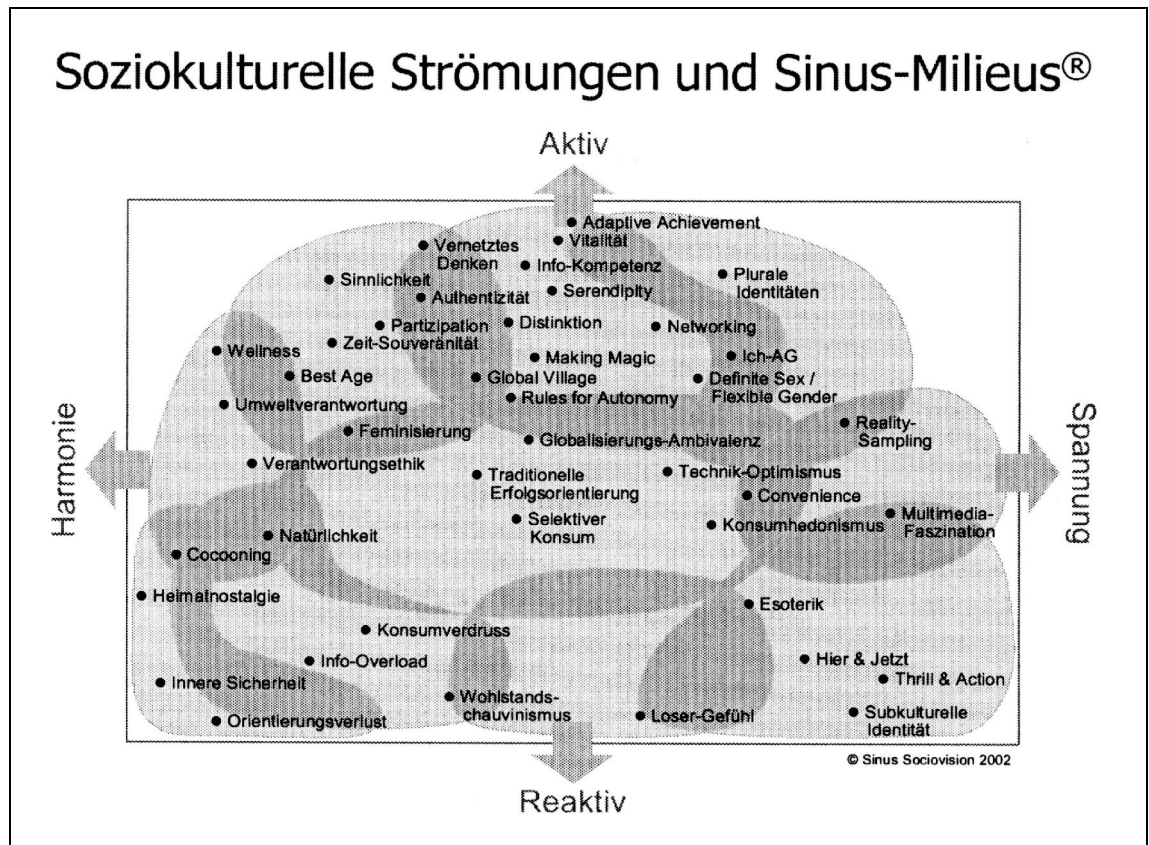 Soziokulturelle Strömungen und Sinus-Milieus®
Aktiv
Adaptive Achievement
Vitalität
Vernetztes
Denken
Info-Kompetenz
Plurale
Identitäten
Sinnlichkeit
Serendipity
Authentizität
Partizipation
Distinktion
Networking
Zeit-Souveränität
Wellness
Making Magic
Ich-AG
Best Age
Global Village
Definite Sex /
Flexible Gender
Umweltverantwortung
Rules for Autonomy
Feminisierung
Globalisierungs-Ambivalenz
Reality-
Sampling
Harmonie
Spannung
Verantwortungsethik
Traditionelle
Erfolgsorientierung
Technik-Optimismus
Convenience
Selektiver
Konsum
Konsumhedonismus
Multimedia-
Faszination
Natürlichkeit
Cocooning
Heimatnostalgie
Esoterik
Konsumverdruss
Info-Overload
Hier & Jetzt
Thrill & Action
Innere Sicherheit
Wohlstands-
chauvinismus
Loser-Gefühl
Subkulturelle
Identität
Orientierungsverlust
© Sinus Sociovision 2002
Reaktiv